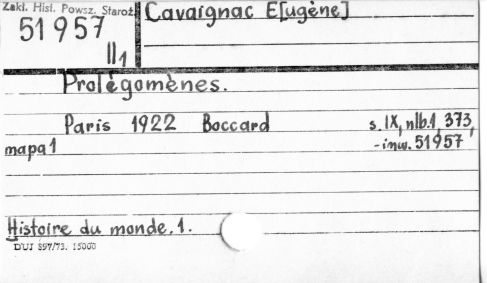 Zakł. Hist. Powsz. Staroż.
51957
II1
Cavaignac E[ugène]
Prolégomènes.
Paris 1922 Boccard s. IX, nlb.1, 373,
mapa 1 -inw. 51957
Histoire du monde. 1.
DUJ 897/73. 15000